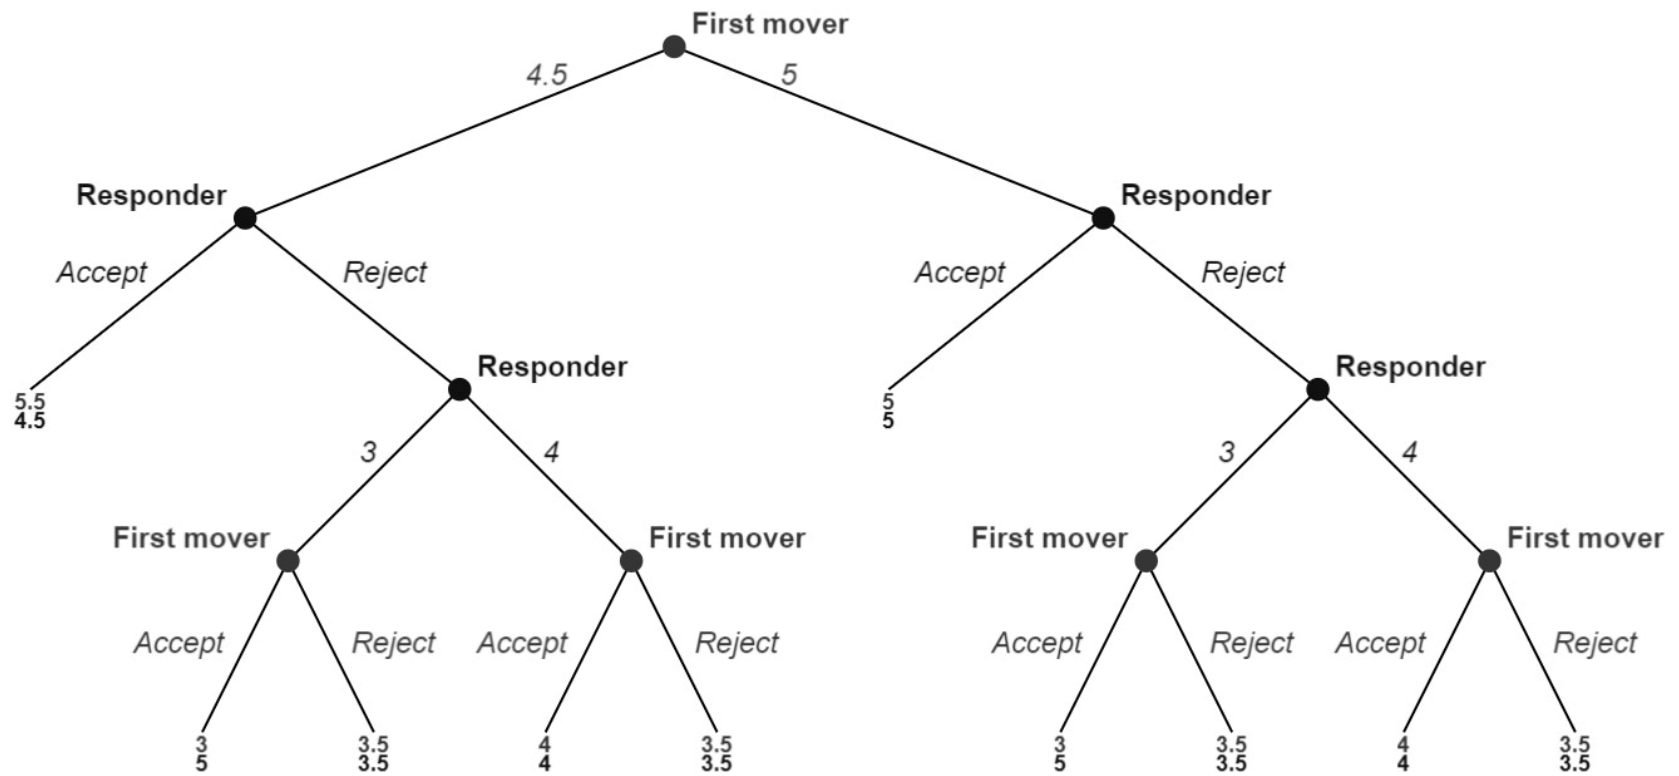 First mover
4.5 5
Responder Responder
Accept Reject Accept Reject
Responder Responder
5.5 5
4.5 5
3 4 3 4
First mover First mover First mover First mover
Accept Reject Accept Reject Accept Reject Accept Reject
3 3.5 4 3.5 3 3.5 4 3.5
5 3.5 4 3.5 5 3.5 4 3.5